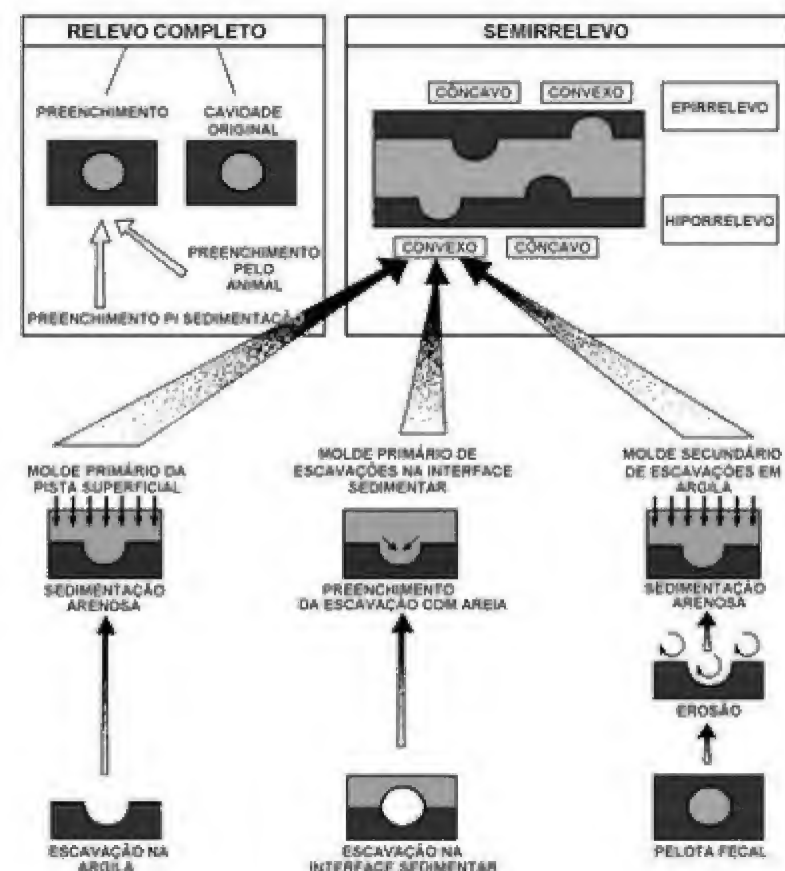 RELEVO COMPLETO
PREENCHIMENTO
CAVIDADE
ORIGINAL
PREENCHIMENTO
PELO
ANIMAL
PREENCHIMENTO P/ SEDIMENTAÇÃO
SEMIRRELEVO
CÔNCAVO
CONVEXO
EPIRRELEVO
HIPORRELEVO
CONVEXO
CÔNCAVO
MOLDE PRIMÁRIO DA
PISTA SUPERFICIAL
SEDIMENTAÇÃO
ARENOSA
ESCAVAÇÃO NA
ARGILA
MOLDE PRIMÁRIO DE
ESCAVAÇÕES NA INTERFACE
SEDIMENTAR
PREENCHIMENTO
DA ESCAVAÇÃO COM AREIA
ESCAVAÇÃO NA
INTERFACE SEDIMENTAR
MOLDE SECUNDÁRIO
DE ESCAVAÇÕES EM
ARGILA
SEDIMENTAÇÃO
ARENOSA
EROSÃO
PELOTA FECAL